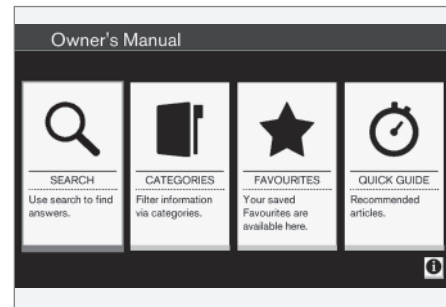 Owner's Manual
SEARCH
Use search to find
answers.
CATEGORIES
Filter information
via categories.
FAVOURITES
Your saved
Favourites are
available here.
QUICK GUIDE
Recommended
articles.